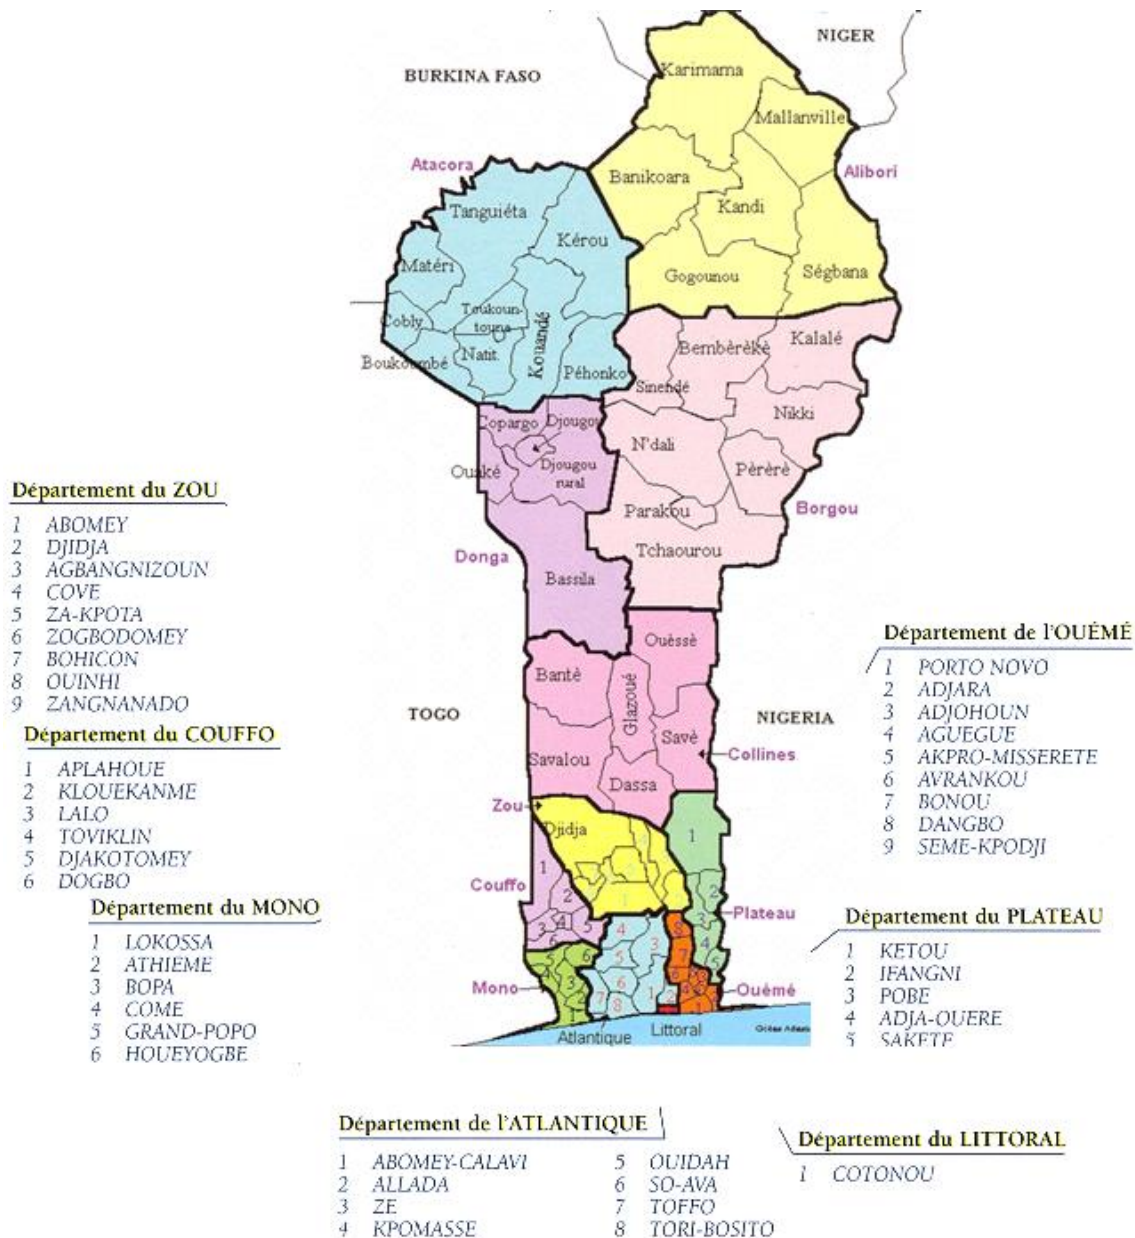 NIGER
BURKINA FASO
Karimama
Mallanville
Atacora
Alibori
Banikoara
Kandi
Tanguiéta
Kérou
Matéri
Gogounou
Ségbana
Cobly
Toukoun-
touna
Kouandé
Natit.
Boukoumbé
Péhonko
Bembèrèkè
Kalalé
Sinendé
Nikki
Copargo
Djougou
N'dali
Ouaké
Djougou
rural
Pèrèrè
Parakou
Borgou
Tchaourou
Donga
Bassila
Département du ZOU
1 ABOMEY
2 DJIDJA
3 AGBANGNIZOUN
4 COVE
5 ZA-KPOTA
6 ZOGBODOMEY
7 BOHICON
8 OUINHI
9 ZANGNANADO
Département du COUFFO
1 APLAHOUE
2 KLOUEKANME
3 LALO
4 TOVIKLIN
5 DJAKOTOMEY
6 DOGBO
Département du MONO
1 LOKOSSA
2 ATHIEME
3 BOPA
4 COME
5 GRAND-POPO
6 HOUEYOGBE
Ouèssè
Bantè
Glazoué
TOGO
NIGERIA
Savè
Savalou
Collines
Dassa
Zou
Djidja
Couffo
Plateau
Mono
Ouémé
Atlantique
Littoral
Département de l'OUÉMÉ
1 PORTO NOVO
2 ADJARA
3 ADJOHOUN
4 AGUEGUE
5 AKPRO-MISSERETE
6 AVRANKOU
7 BONOU
8 DANGBO
9 SEME-KPODJI
Département du PLATEAU
1 KETOU
2 IFANGNI
3 POBE
4 ADJA-OUERE
5 SAKETE
Département de l'ATLANTIQUE
1 ABOMEY-CALAVI
2 ALLADA
3 ZE
4 KPOMASSE
5 OUIDAH
6 SO-AVA
7 TOFFO
8 TORI-BOSITO
Département du LITTORAL
1 COTONOU